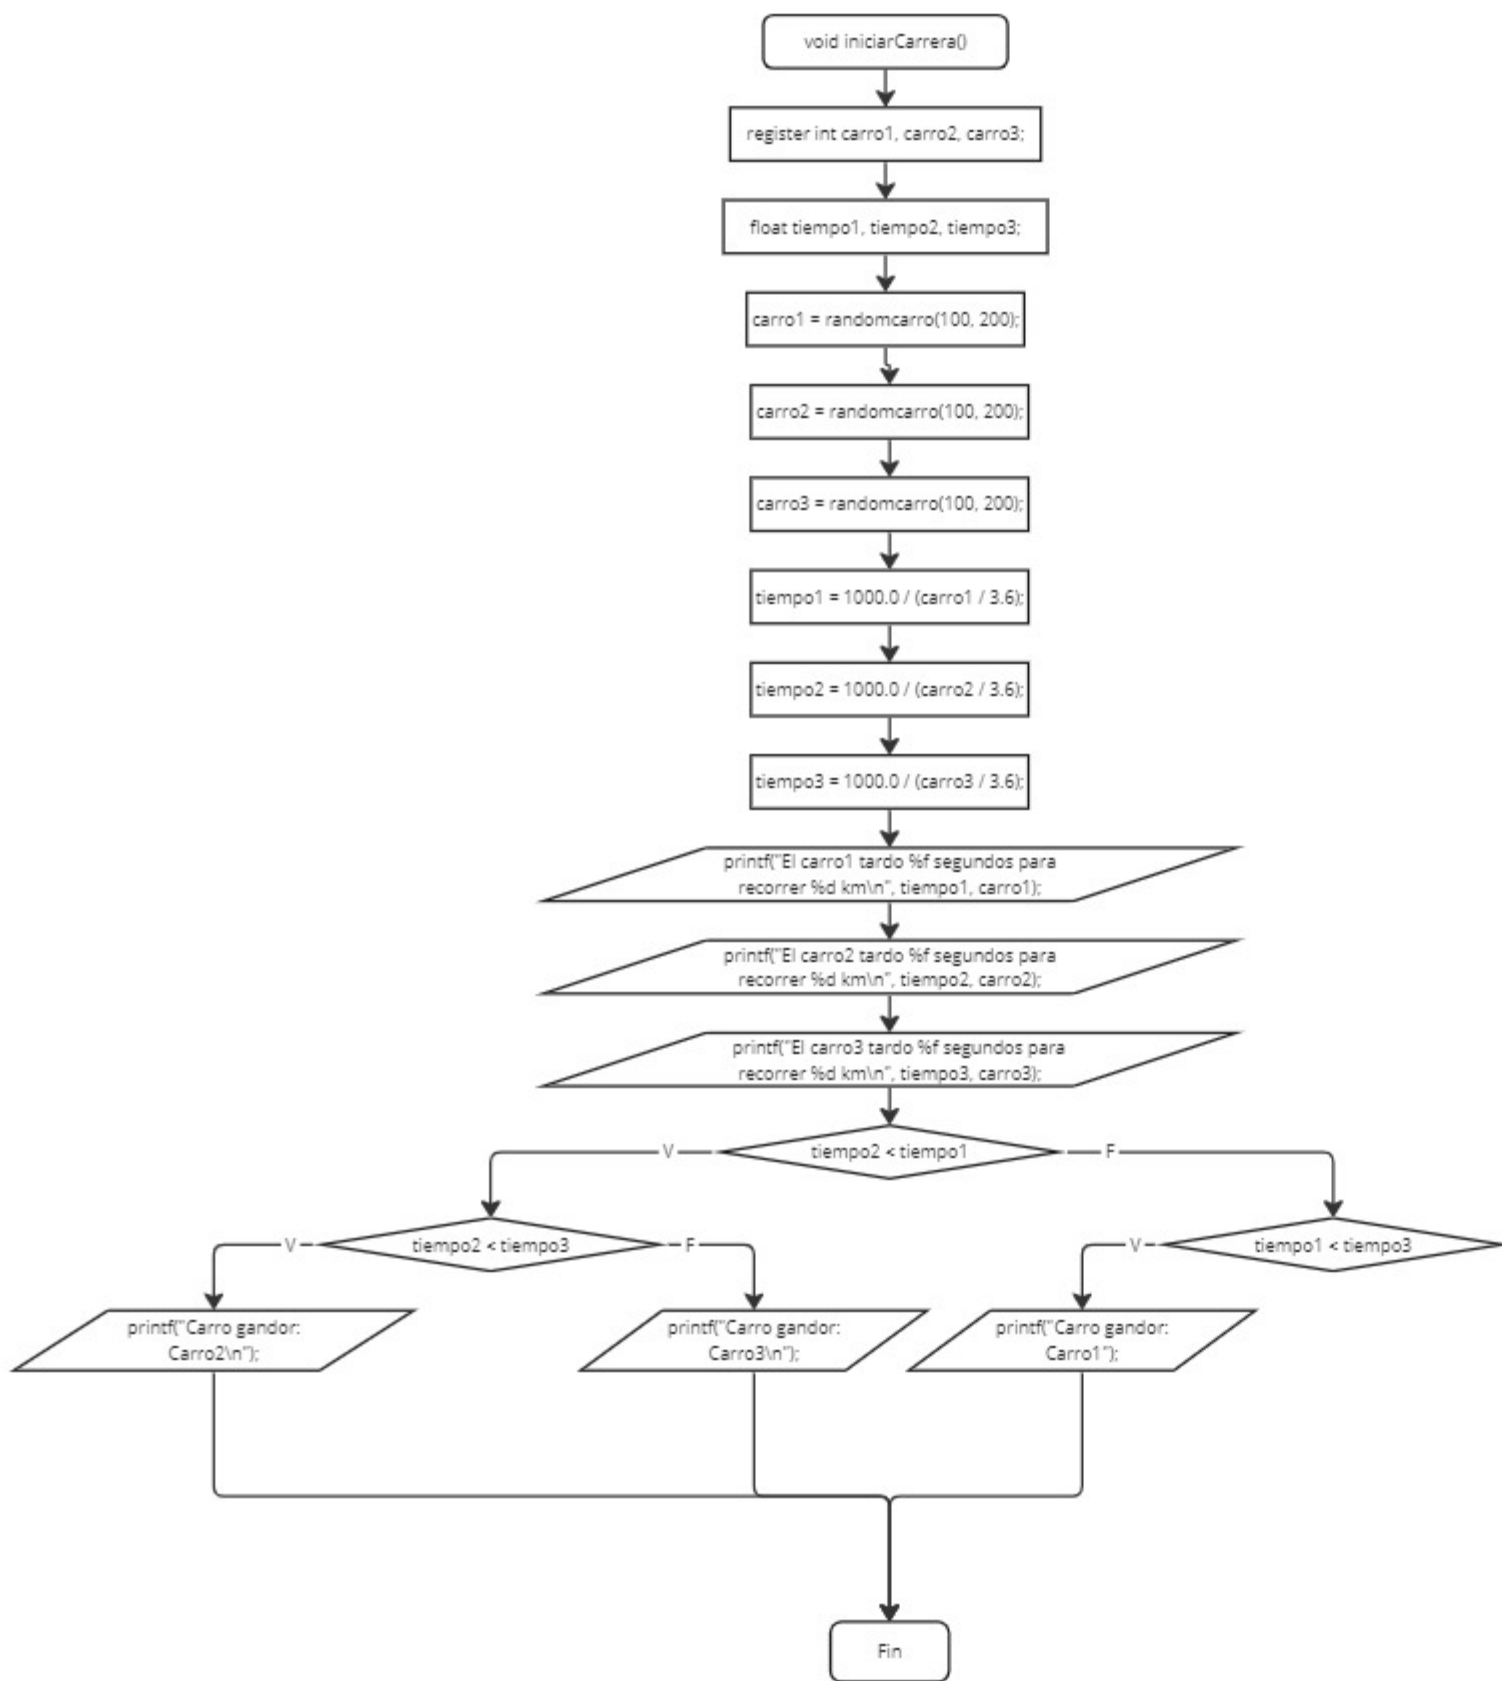 void iniciarCarrera()
register int carro1, carro2, carro3;
float tiempo1, tiempo2, tiempo3;
carro1 = randomcarro(100, 200);
carro2 = randomcarro(100, 200);
carro3 = randomcarro(100, 200);
tiempo1 = 1000.0 / (carro1 / 3.6);
tiempo2 = 1000.0 / (carro2 / 3.6);
tiempo3 = 1000.0 / (carro3 / 3.6);
printf("El carro1 tardo %f segundos para
recorrer %d km\n", tiempo1, carro1);
printf("El carro2 tardo %f segundos para
recorrer %d km\n", tiempo2, carro2);
printf("El carro3 tardo %f segundos para
recorrer %d km\n", tiempo3, carro3);
V
tiempo2 < tiempo1
F
V
tiempo2 < tiempo3
F
V
tiempo1 < tiempo3
printf("Carro gandor:
Carro2\n");
printf("Carro gandor:
Carro3\n");
printf("Carro gandor:
Carro1");
Fin